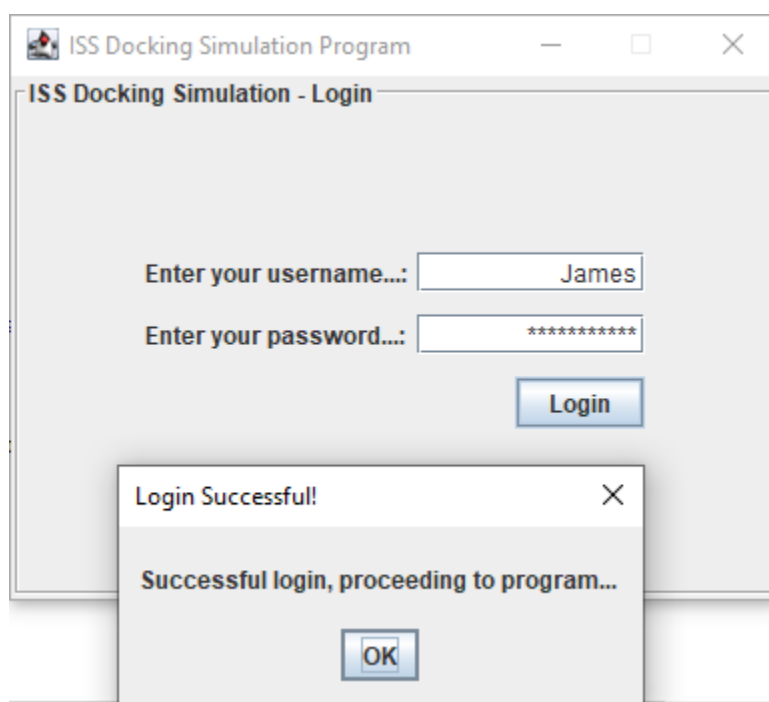 ISS Docking Simulation Program
ISS Docking Simulation - Login
Enter your username...: James
Enter your password...: ***********
Login
Login Successful!
Successful login, proceeding to program...
OK